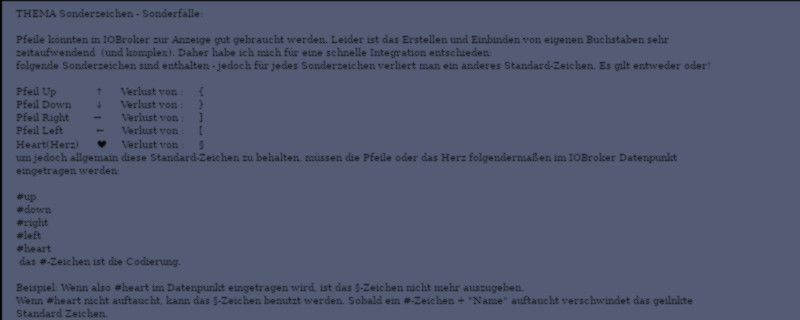 THEMA Sonderzeichen - Sonderfälle:
Pfeile könnten in IOBroker zur Anzeige gut gebraucht werden. Leider ist das Erstellen und Einbinden von eigenen Buchstaben sehr
zeitaufwendend (und komplex). Daher habe ich mich für eine schnelle Integration entschieden:
folgende Sonderzeichen sind enthalten - jedoch für jedes Sonderzeichen verliert man ein anderes Standard-Zeichen. Es gilt entweder oder!
Pfeil Up ↑ Verlust von : {
Pfeil Down ↓ Verlust von : }
Pfeil Right → Verlust von : ]
Pfeil Left ← Verlust von : [
Heart(Herz) ♥ Verlust von : §
um jedoch allgemein diese Standard-Zeichen zu behalten, müssen die Pfeile oder das Herz folgendermaßen im IOBroker Datenpunkt
eingetragen werden:
#up
#down
#right
#left
#heart
das #-Zeichen ist die Codierung.
Beispiel: Wenn also #heart im Datenpunkt eingetragen wird, ist das §-Zeichen nicht mehr auszugeben.
Wenn #heart nicht auftaucht, kann das §-Zeichen benutzt werden. Sobald ein #-Zeichen + "Name" auftaucht verschwindet das geilnkte
Standard Zeichen.